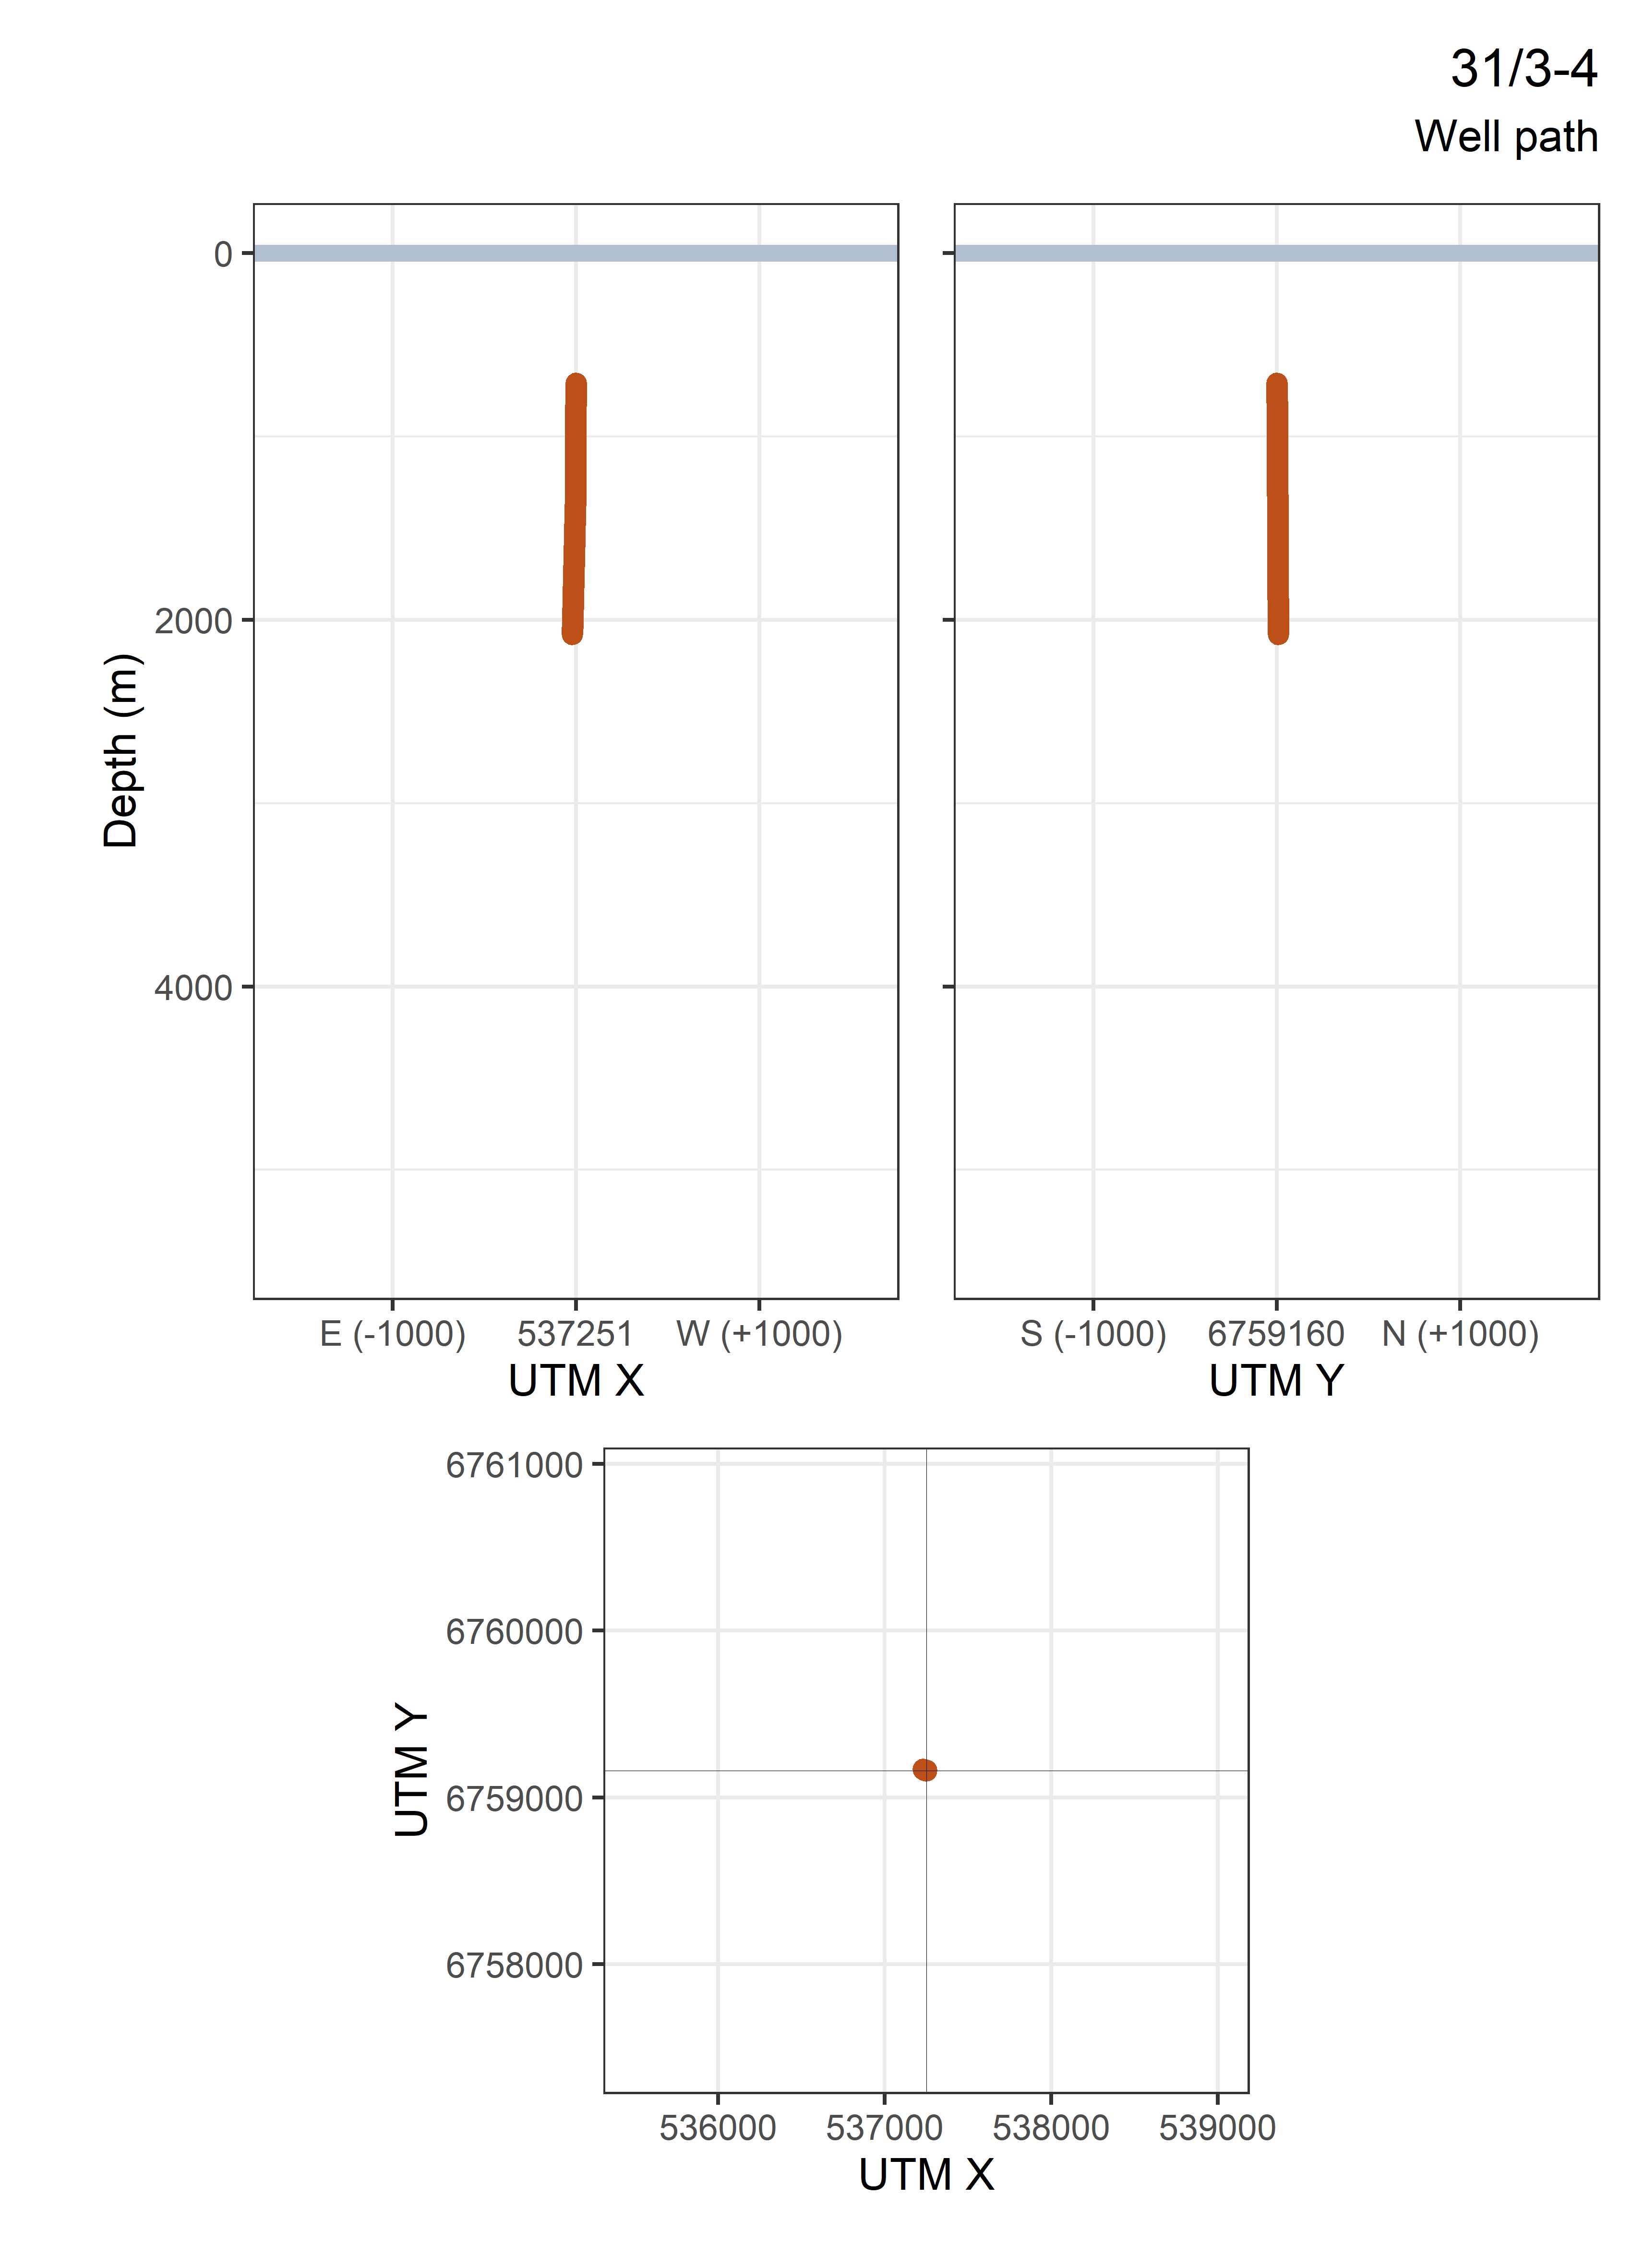 31/3-4
Well path
0
2000
4000
Depth (m)
E (-1000) 537251 W (+1000)
UTM X
S (-1000) 6759160 N (+1000)
UTM Y
6761000
6760000
6759000
6758000
UTM Y
536000 537000 538000 539000
UTM X